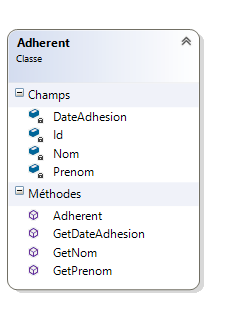 Adherent
Classe
Champs
DateAdhesion
Id
Nom
Prenom
Méthodes
Adherent
GetDateAdhesion
GetNom
GetPrenom